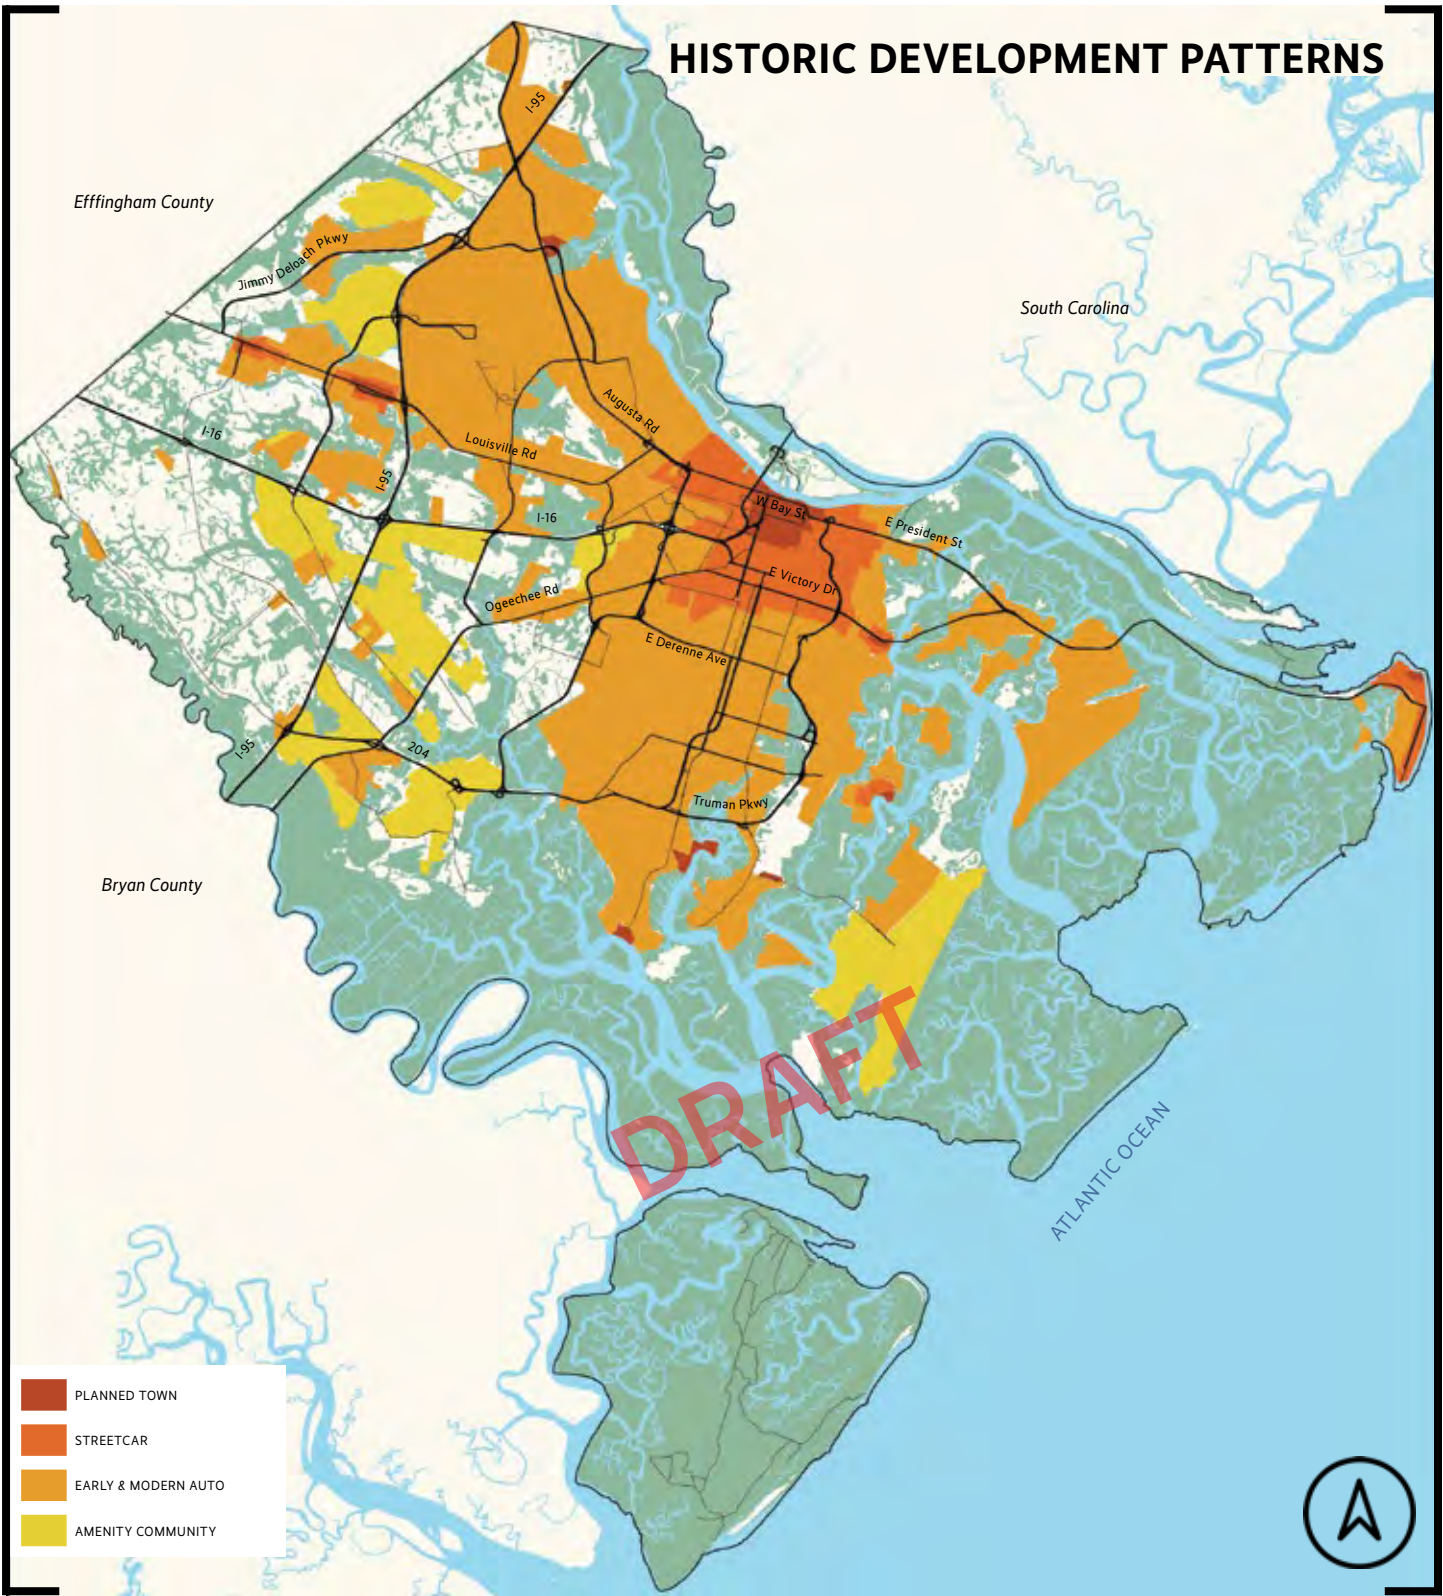 HISTORIC DEVELOPMENT PATTERNS
I-95
Efffingham County
Jimmy Deloach Pkwy
South Carolina
Augusta Rd
I-16
Louisville Rd
I-95
W Bay St
I-16
E President St
E Victory Dr
Ogeechee Rd
E Derenne Ave
I-95
204
Truman Pkwy
Bryan County
DRAFT
ATLANTIC OCEAN
PLANNED TOWN
STREETCAR
EARLY & MODERN AUTO
AMENITY COMMUNITY